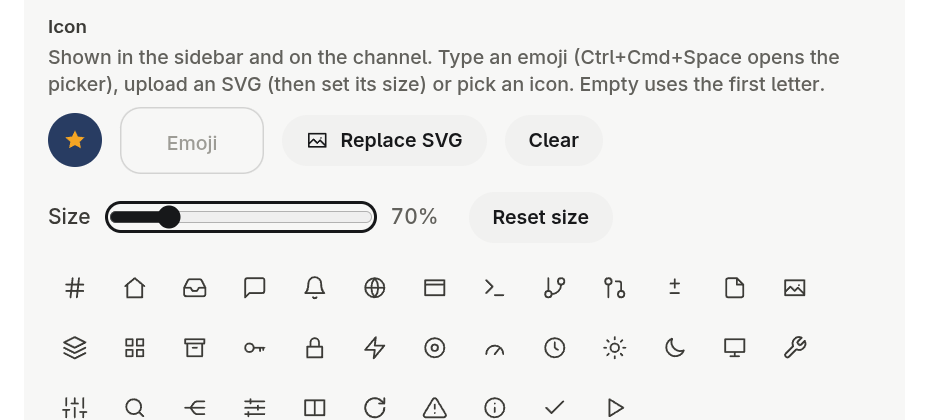 Icon
Shown in the sidebar and on the channel. Type an emoji (Ctrl+Cmd+Space opens the
picker), upload an SVG (then set its size) or pick an icon. Empty uses the first letter.
Emoji
Replace SVG
Clear
Size
70%
Reset size